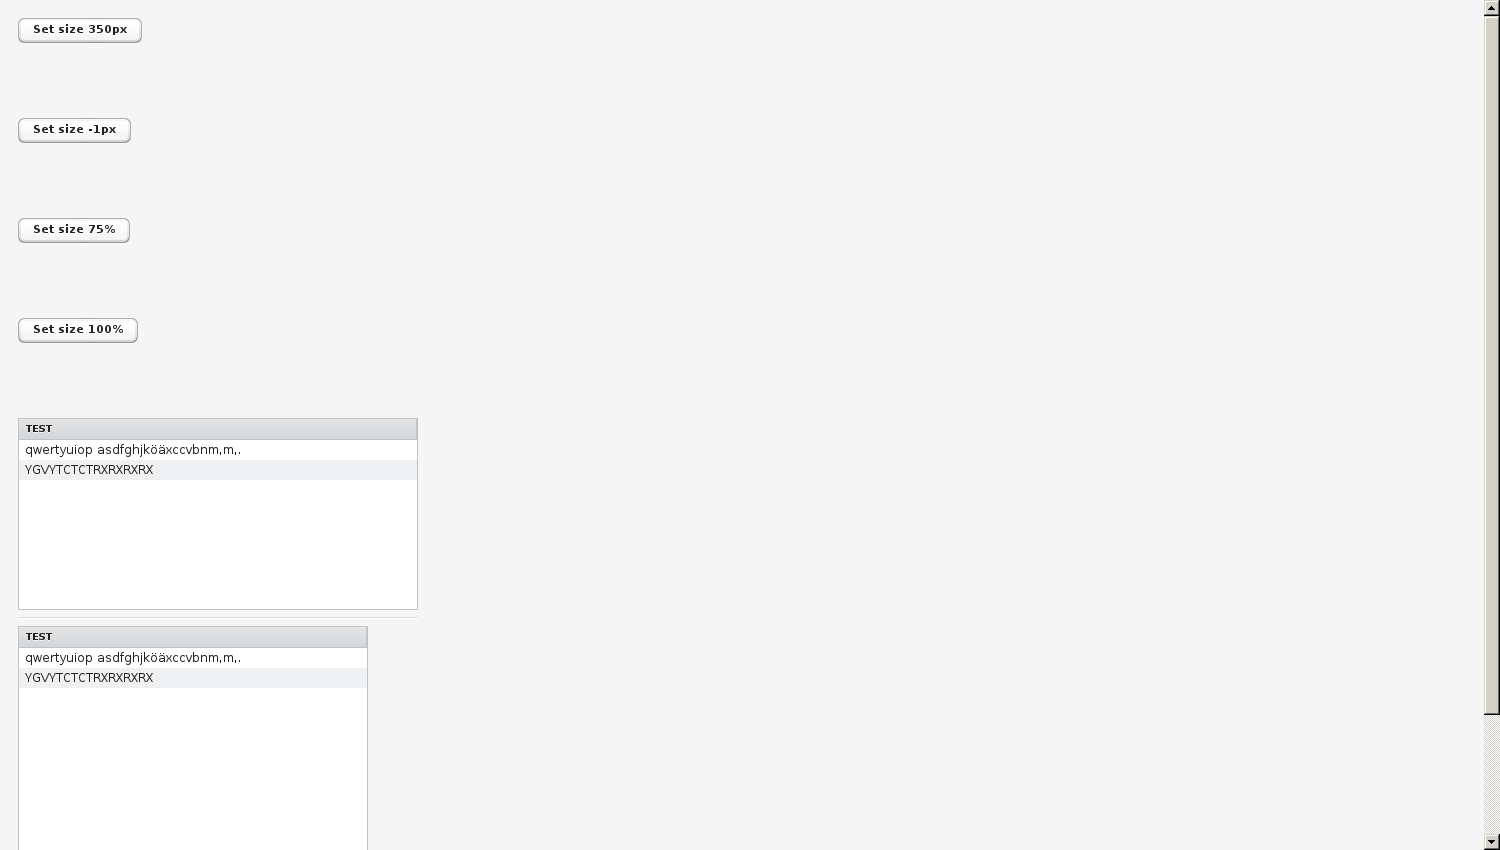 Set size 350px
Set size -1px
Set size 75%
Set size 100%
TEST
qwertyuiop asdfghjköäxccvbnm,m,.
YGVYTCTCTRXRXRXRX
TEST
qwertyuiop asdfghjköäxccvbnm,m,.
YGVYTCTCTRXRXRXRX